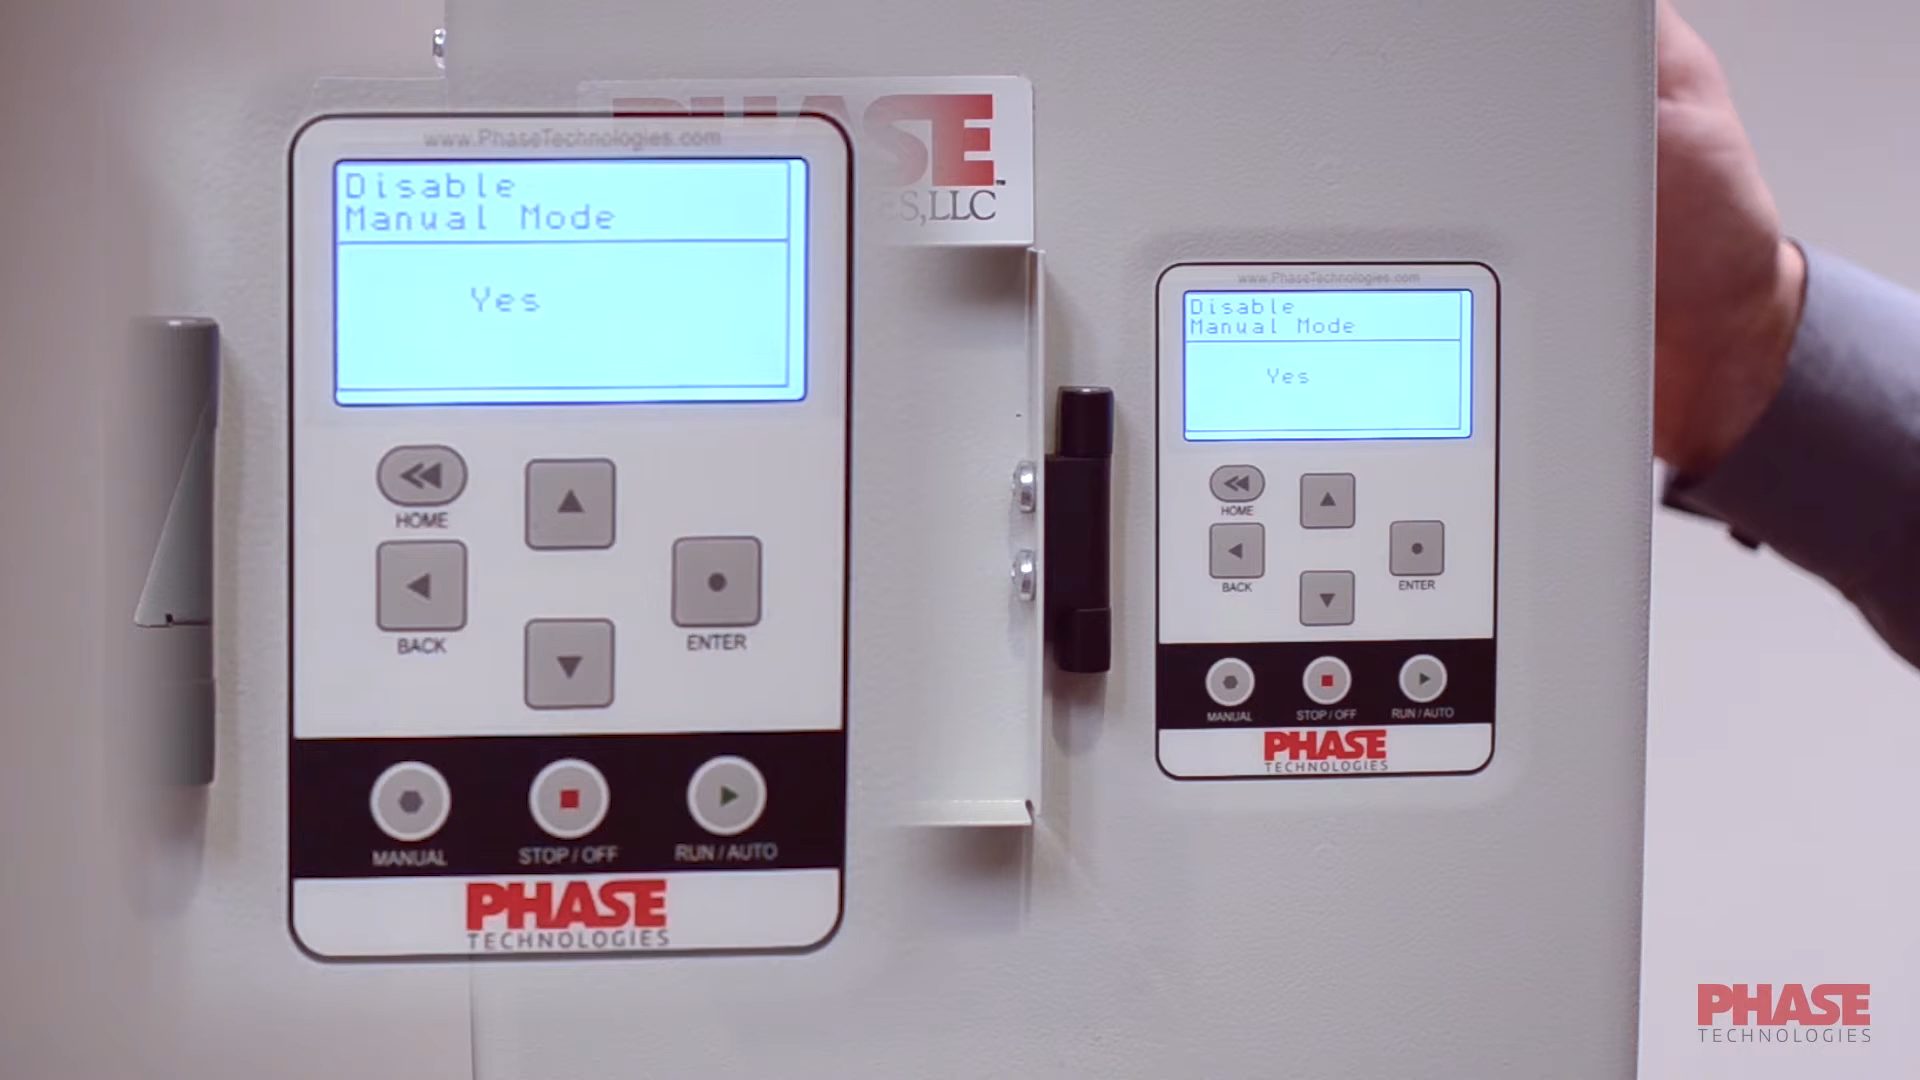 PHASE
S, LLC
www.PhaseTechnologies.com
Disable
Manual Mode
Yes
HOME
BACK
ENTER
MANUAL
STOP / OFF
RUN / AUTO
PHASE
TECHNOLOGIES
www.PhaseTechnologies.com
Disable
Manual Mode
Yes
HOME
BACK
ENTER
MANUAL
STOP / OFF
RUN / AUTO
PHASE
TECHNOLOGIES
PHASE
TECHNOLOGIES